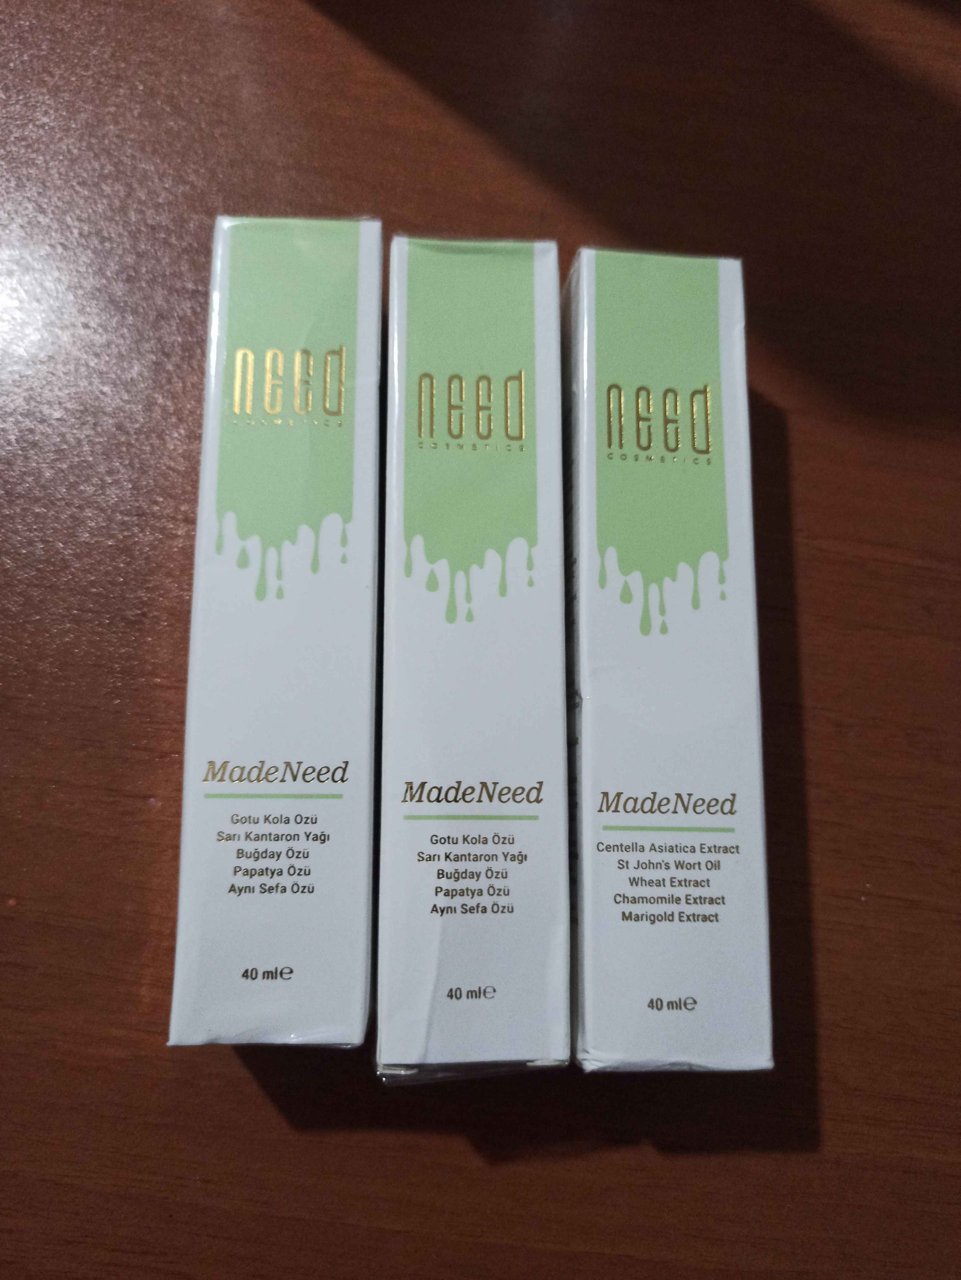 need
COSMETICS
MadeNeed
Gotu Kola Özü
Sarı Kantaron Yağı
Buğday Özü
Papatya Özü
Aynı Sefa Özü
40 ml℮
need
COSMETICS
MadeNeed
Gotu Kola Özü
Sarı Kantaron Yağı
Buğday Özü
Papatya Özü
Aynı Sefa Özü
40 ml℮
need
COSMETICS
MadeNeed
Centella Asiatica Extract
St John's Wort Oil
Wheat Extract
Chamomile Extract
Marigold Extract
40 ml℮